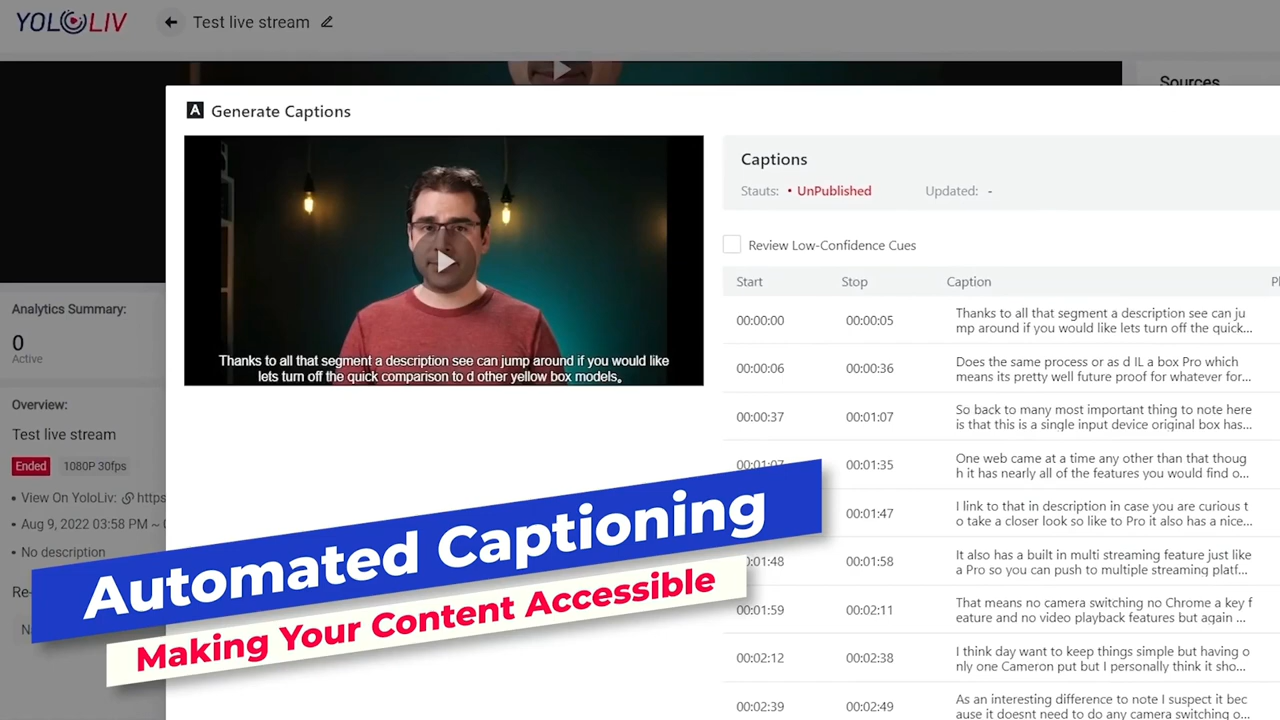 YOLOLIV
Test live stream
Sources
A Generate Captions
Thanks to all that segment a description see can jump around if you would like
lets turn off the quick comparison to d other yellow box models。
Captions
Stauts: • UnPublished Updated: -
Review Low-Confidence Cues
Start Stop Caption
00:00:00 00:00:05 Thanks to all that segment a description see can ju
mp around if you would like lets turn off the quick...
00:00:06 00:00:36 Does the same process or as d IL a box Pro which
means its pretty well future proof for whatever for...
00:00:37 00:01:07 So back to many most important thing to note here
is that this is a single input device original box has...
00:01:07 00:01:35 One web came at a time any other than that thoug
h it has nearly all of the features you would find o...
00:01:47 I link to that in description in case you are curious t
o take a closer look so like to Pro it also has a nice...
00:01:48 00:01:58 It also has a built in multi streaming feature just like
a Pro so you can push to multiple streaming platf...
00:01:59 00:02:11 That means no camera switching no Chrome a key f
eature and no video playback features but again ...
00:02:12 00:02:38 I think day want to keep things simple but having o
nly one Cameron put but I personally think it sho...
00:02:39 00:02:49 As an interesting difference to note I suspect it bec
ause it doesnt need to do any camera switching o...
Analytics Summary:
0
Active
Overview:
Test live stream
Ended 1080P 30fps
• View On YoloLiv: https
• Aug 9, 2022 03:58 PM ~
• No description
Automated Captioning
Making Your Content Accessible